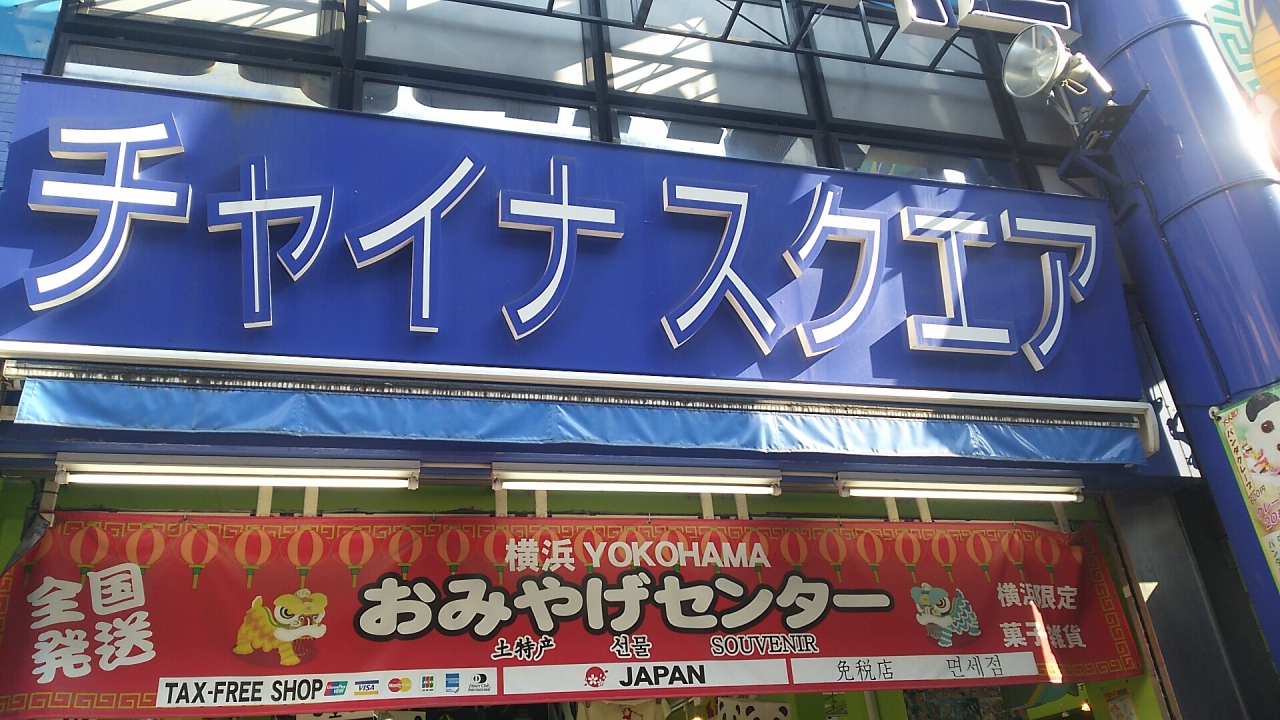 チャイナスクエア
横浜 YOKOHAMA
おみやげセンター
土特产 선물 SOUVENIR
全国
発送
横浜限定
菓子雑貨
TAX-FREE SHOP VISA JCB
JAPAN
免税店 면세점